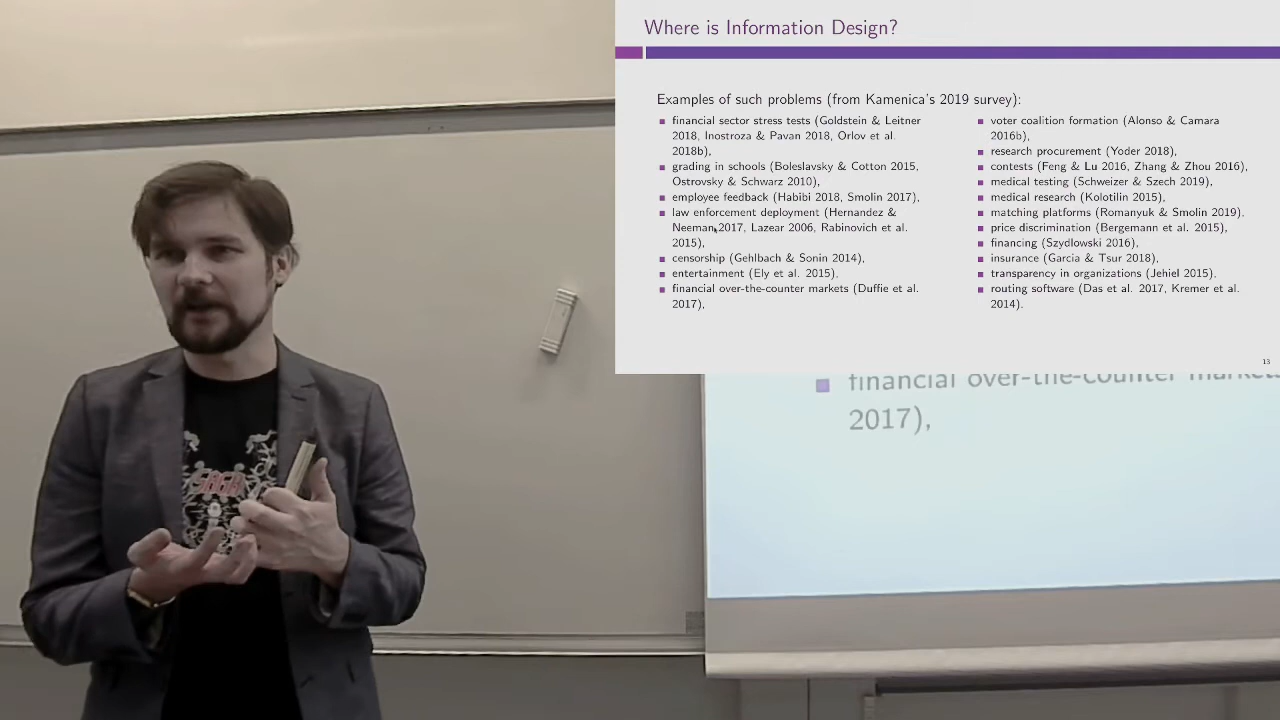 Where is Information Design?
Examples of such problems (from Kamenica's 2019 survey):
financial sector stress tests (Goldstein & Leitner
2018, Inostroza & Pavan 2018, Orlov et al.
2018b),
grading in schools (Boleslavsky & Cotton 2015,
Ostrovsky & Schwarz 2010),
employee feedback (Habibi 2018, Smolin 2017),
law enforcement deployment (Hernandez &
Neeman 2017, Lazear 2006, Rabinovich et al.
2015),
censorship (Gehlbach & Sonin 2014),
entertainment (Ely et al. 2015),
financial over-the-counter markets (Duffie et al.
2017),
voter coalition formation (Alonso & Camara
2016b),
research procurement (Yoder 2018),
contests (Feng & Lu 2016, Zhang & Zhou 2016),
medical testing (Schweizer & Szech 2019),
medical research (Kolotilin 2015),
matching platforms (Romanyuk & Smolin 2019),
price discrimination (Bergemann et al. 2015),
financing (Szydlowski 2016),
insurance (Garcia & Tsur 2018),
transparency in organizations (Jehiel 2015),
routing software (Das et al. 2017, Kremer et al.
2014).
13
financial over-the-counter markets
2017),